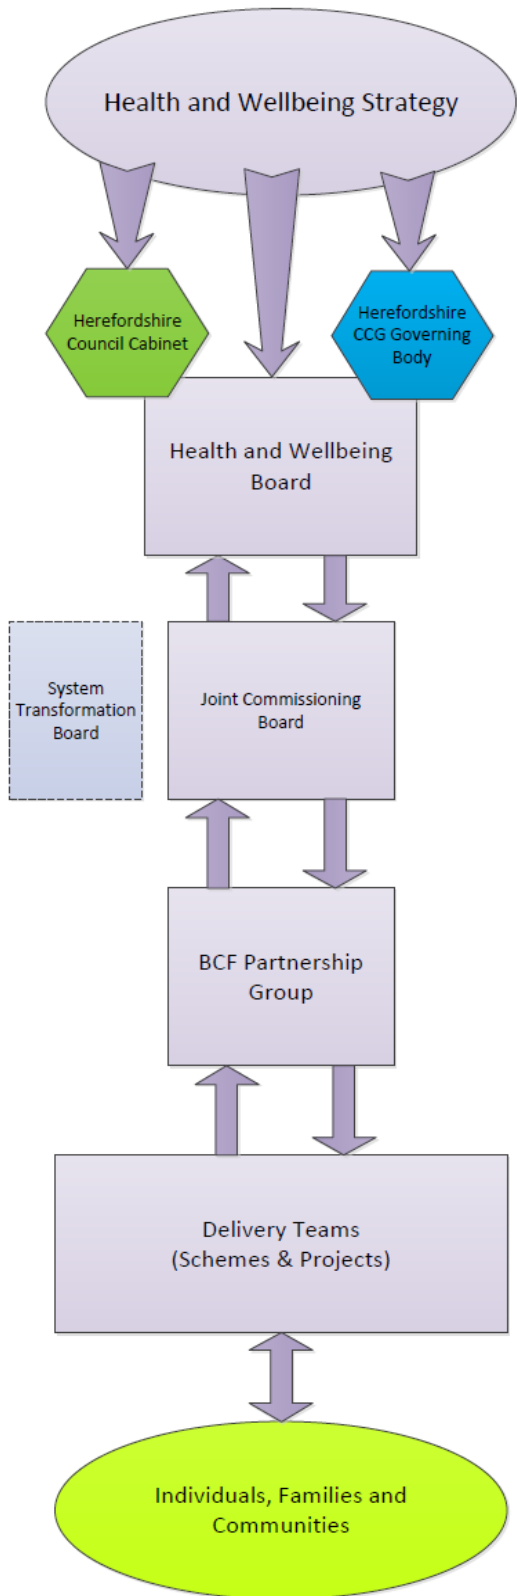 Health and Wellbeing Strategy
Herefordshire
Council Cabinet
Herefordshire
CCG Governing
Body
Health and Wellbeing
Board
System
Transformation
Board
Joint Commissioning
Board
BCF Partnership
Group
Delivery Teams
(Schemes & Projects)
Individuals, Families and
Communities